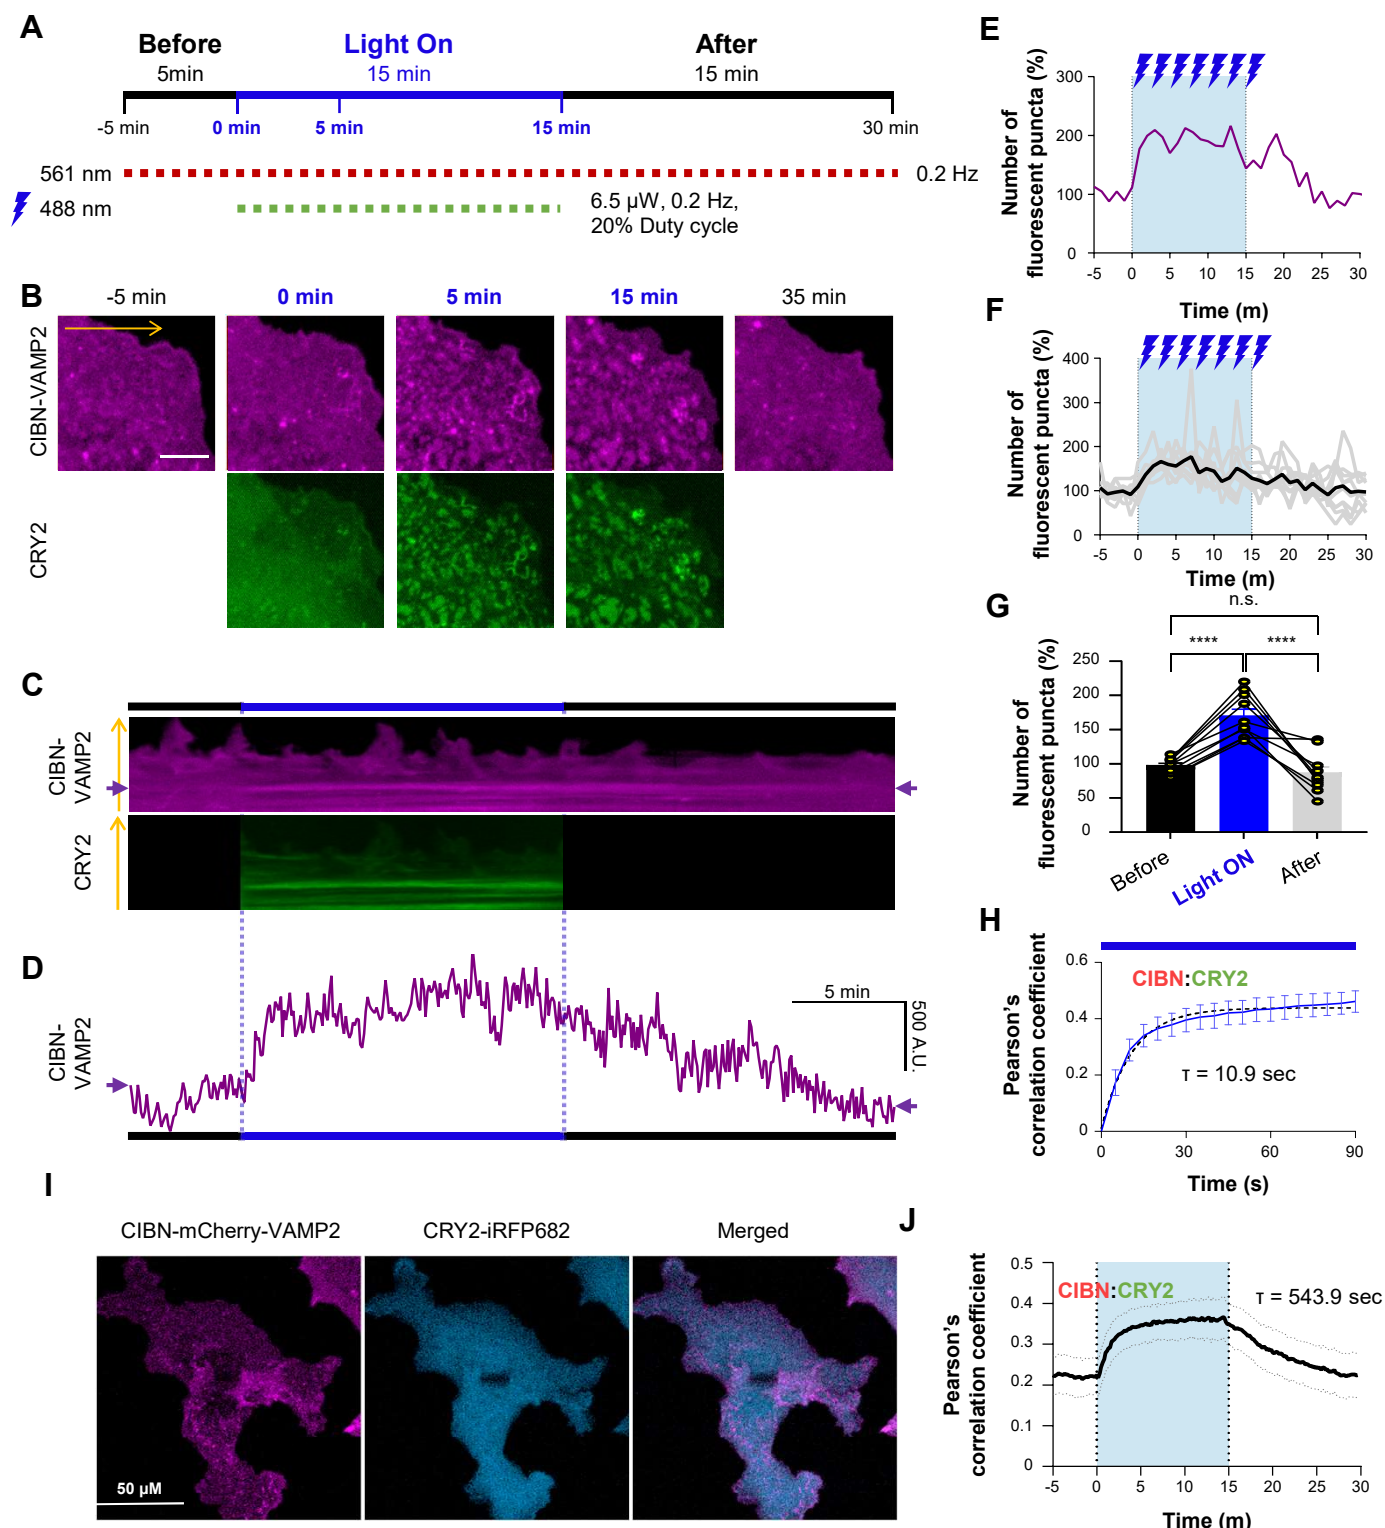 A
Before
Light On
After
5min
15 min
15 min
-5 min
0 min
5 min
15 min
30 min
561 nm
0.2 Hz
488 nm
6.5 µW, 0.2 Hz,
20% Duty cycle
B
-5 min
0 min
5 min
15 min
35 min
CIBN-VAMP2
CRY2
C
CIBN-
VAMP2
CRY2
D
CIBN-
VAMP2
5 min
500 A.U.
E
Number of
fluorescent puncta (%)
300
200
100
0
-5 0 5 10 15 20 25 30
Time (m)
F
Number of
fluorescent puncta (%)
400
300
200
100
0
-5 0 5 10 15 20 25 30
Time (m)
G
n.s.
**** ****
Number of
fluorescent puncta (%)
250
200
150
100
50
0
Before
Light ON
After
H
Pearson's
correlation coefficient
0.6
0.4
0.2
0
CIBN:CRY2
τ = 10.9 sec
0 30 60 90
Time (s)
I
CIBN-mCherry-VAMP2
CRY2-iRFP682
Merged
50 µM
J
Pearson's
correlation coefficient
0.5
0.4
0.3
0.2
0.1
0
CIBN:CRY2
τ = 543.9 sec
-5 0 5 10 15 20 25 30
Time (m)